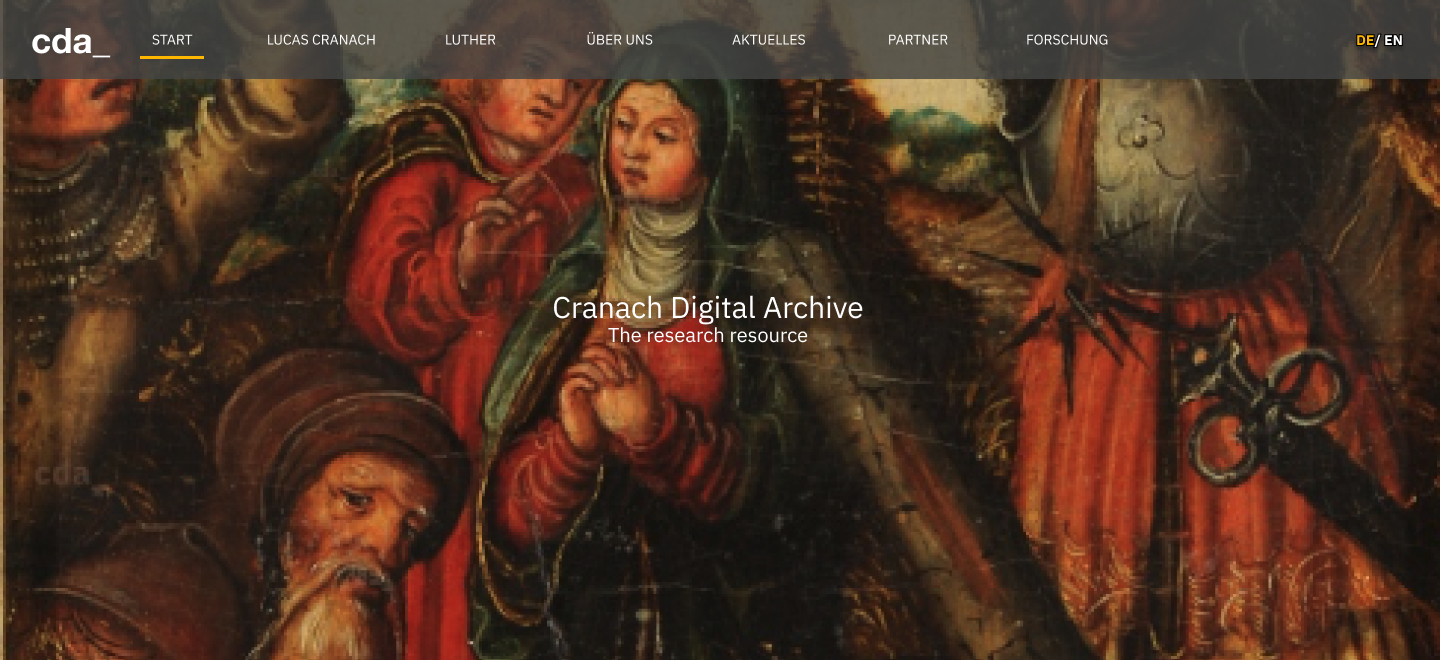 cda_
START
LUCAS CRANACH
LUTHER
ÜBER UNS
AKTUELLES
PARTNER
FORSCHUNG
DE/ EN
Cranach Digital Archive
The research resource
cda_